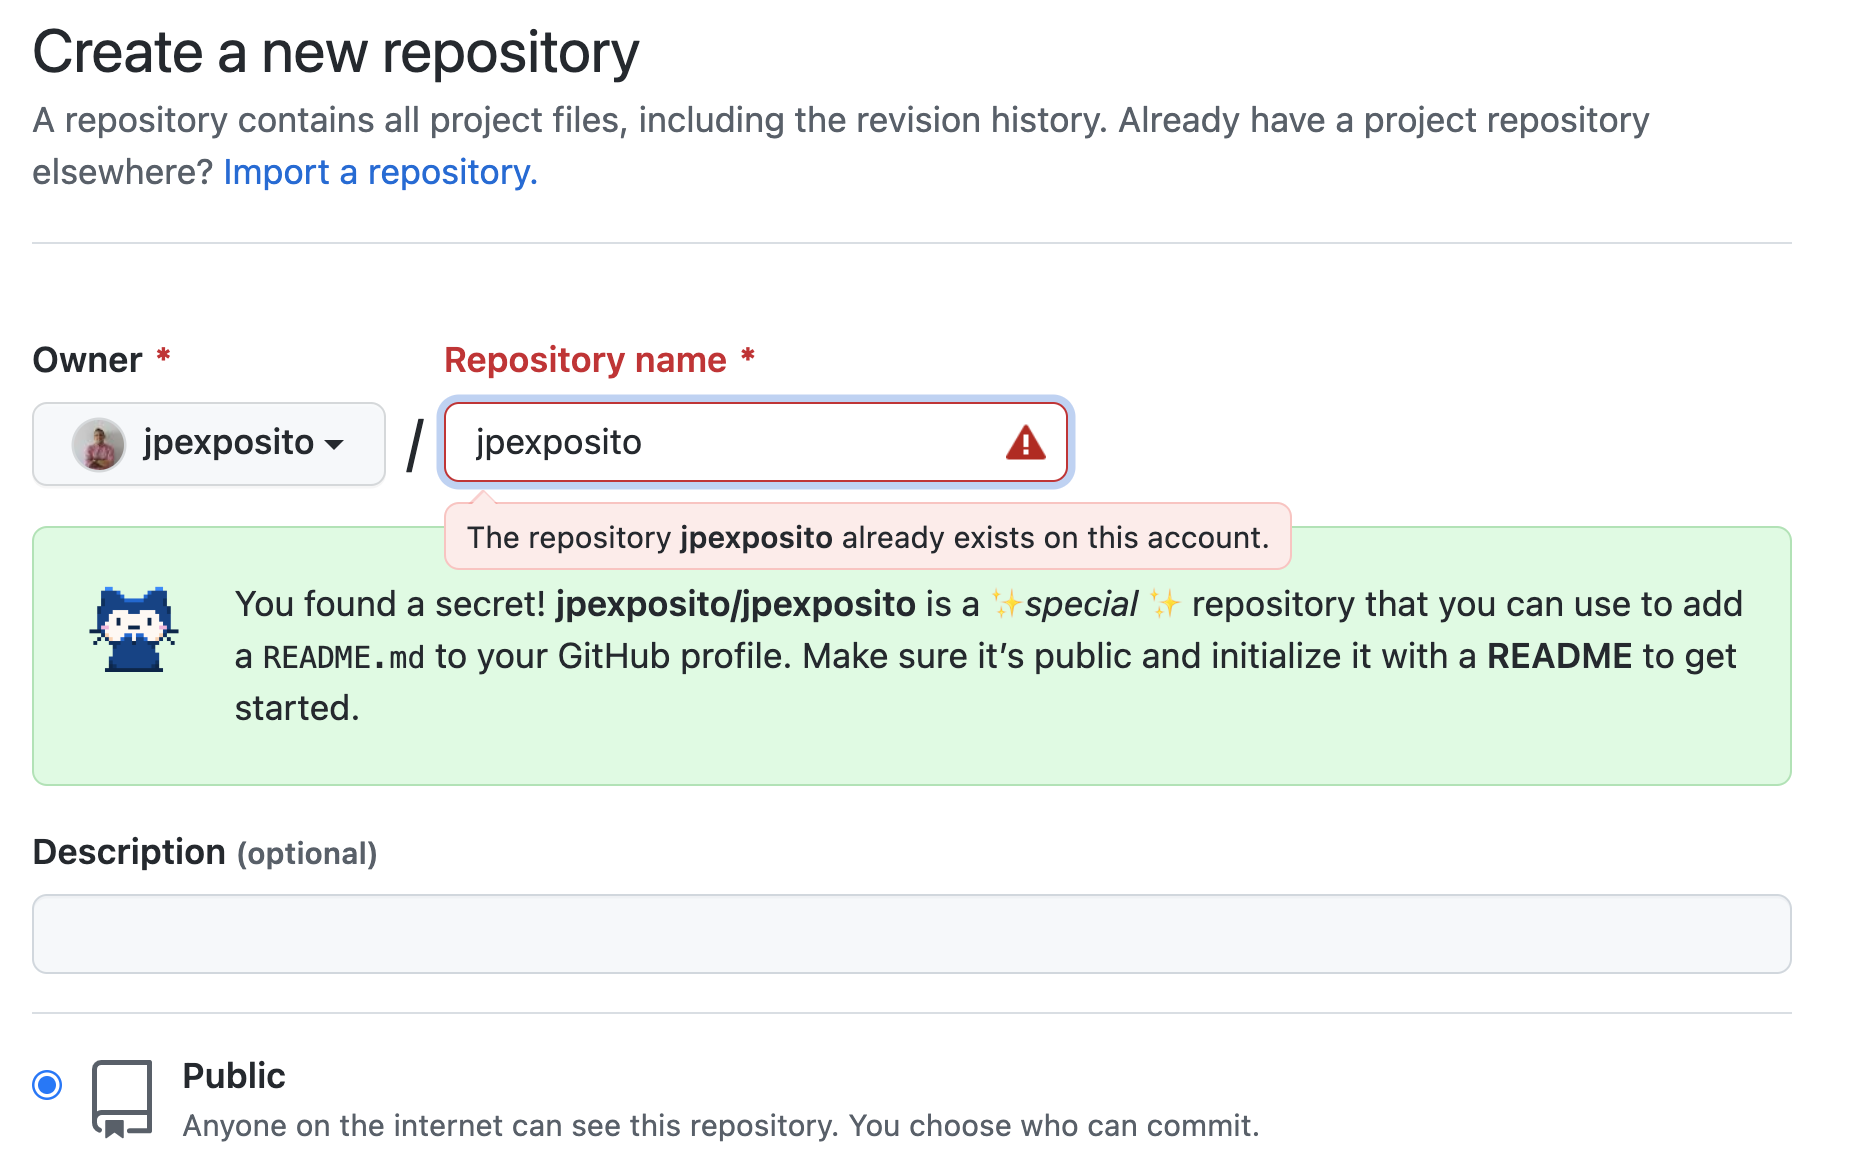 Create a new repository
A repository contains all project files, including the revision history. Already have a project repository
elsewhere? Import a repository.
Owner *
Repository name *
jpexposito
/
jpexposito
The repository jpexposito already exists on this account.
You found a secret! jpexposito/jpexposito is a ✨special ✨ repository that you can use to add
a README.md to your GitHub profile. Make sure it’s public and initialize it with a README to get
started.
Description (optional)
Public
Anyone on the internet can see this repository. You choose who can commit.